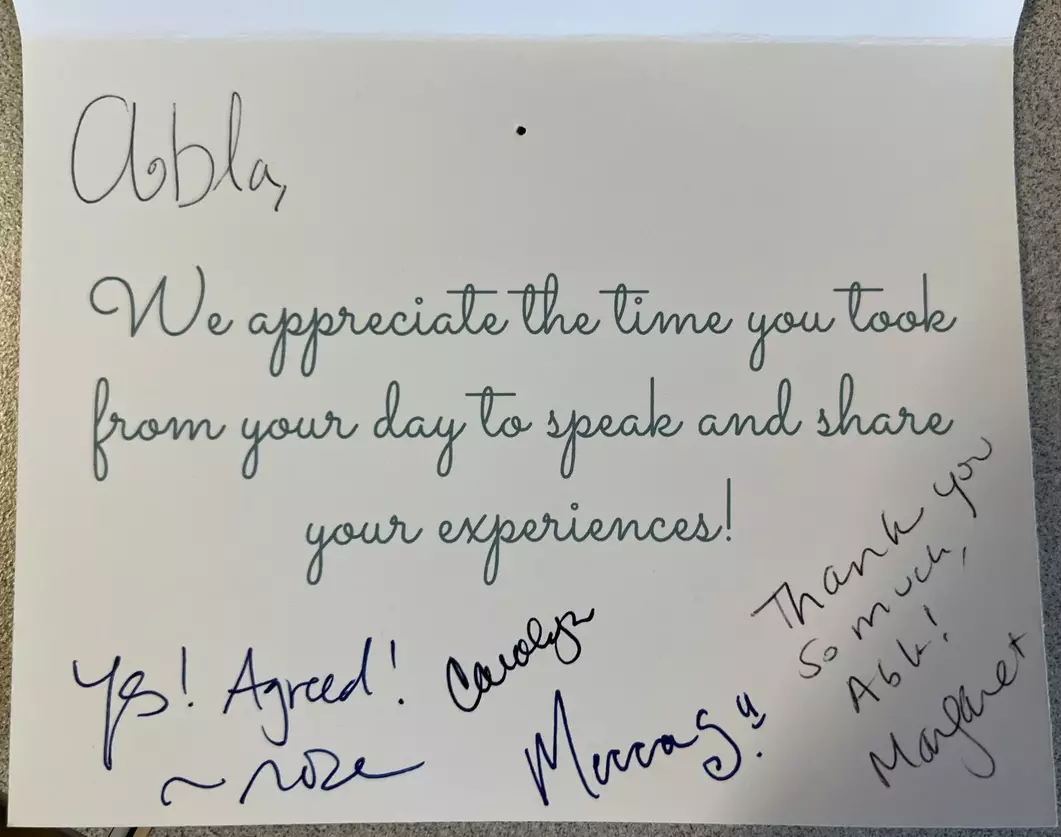 Abla,
We appreciate the time you took
from your day to speak and share
your experiences!
Yes! Agreed!
~ Rose
Carolyn
Thank you
so much,
Abla!
Margaret